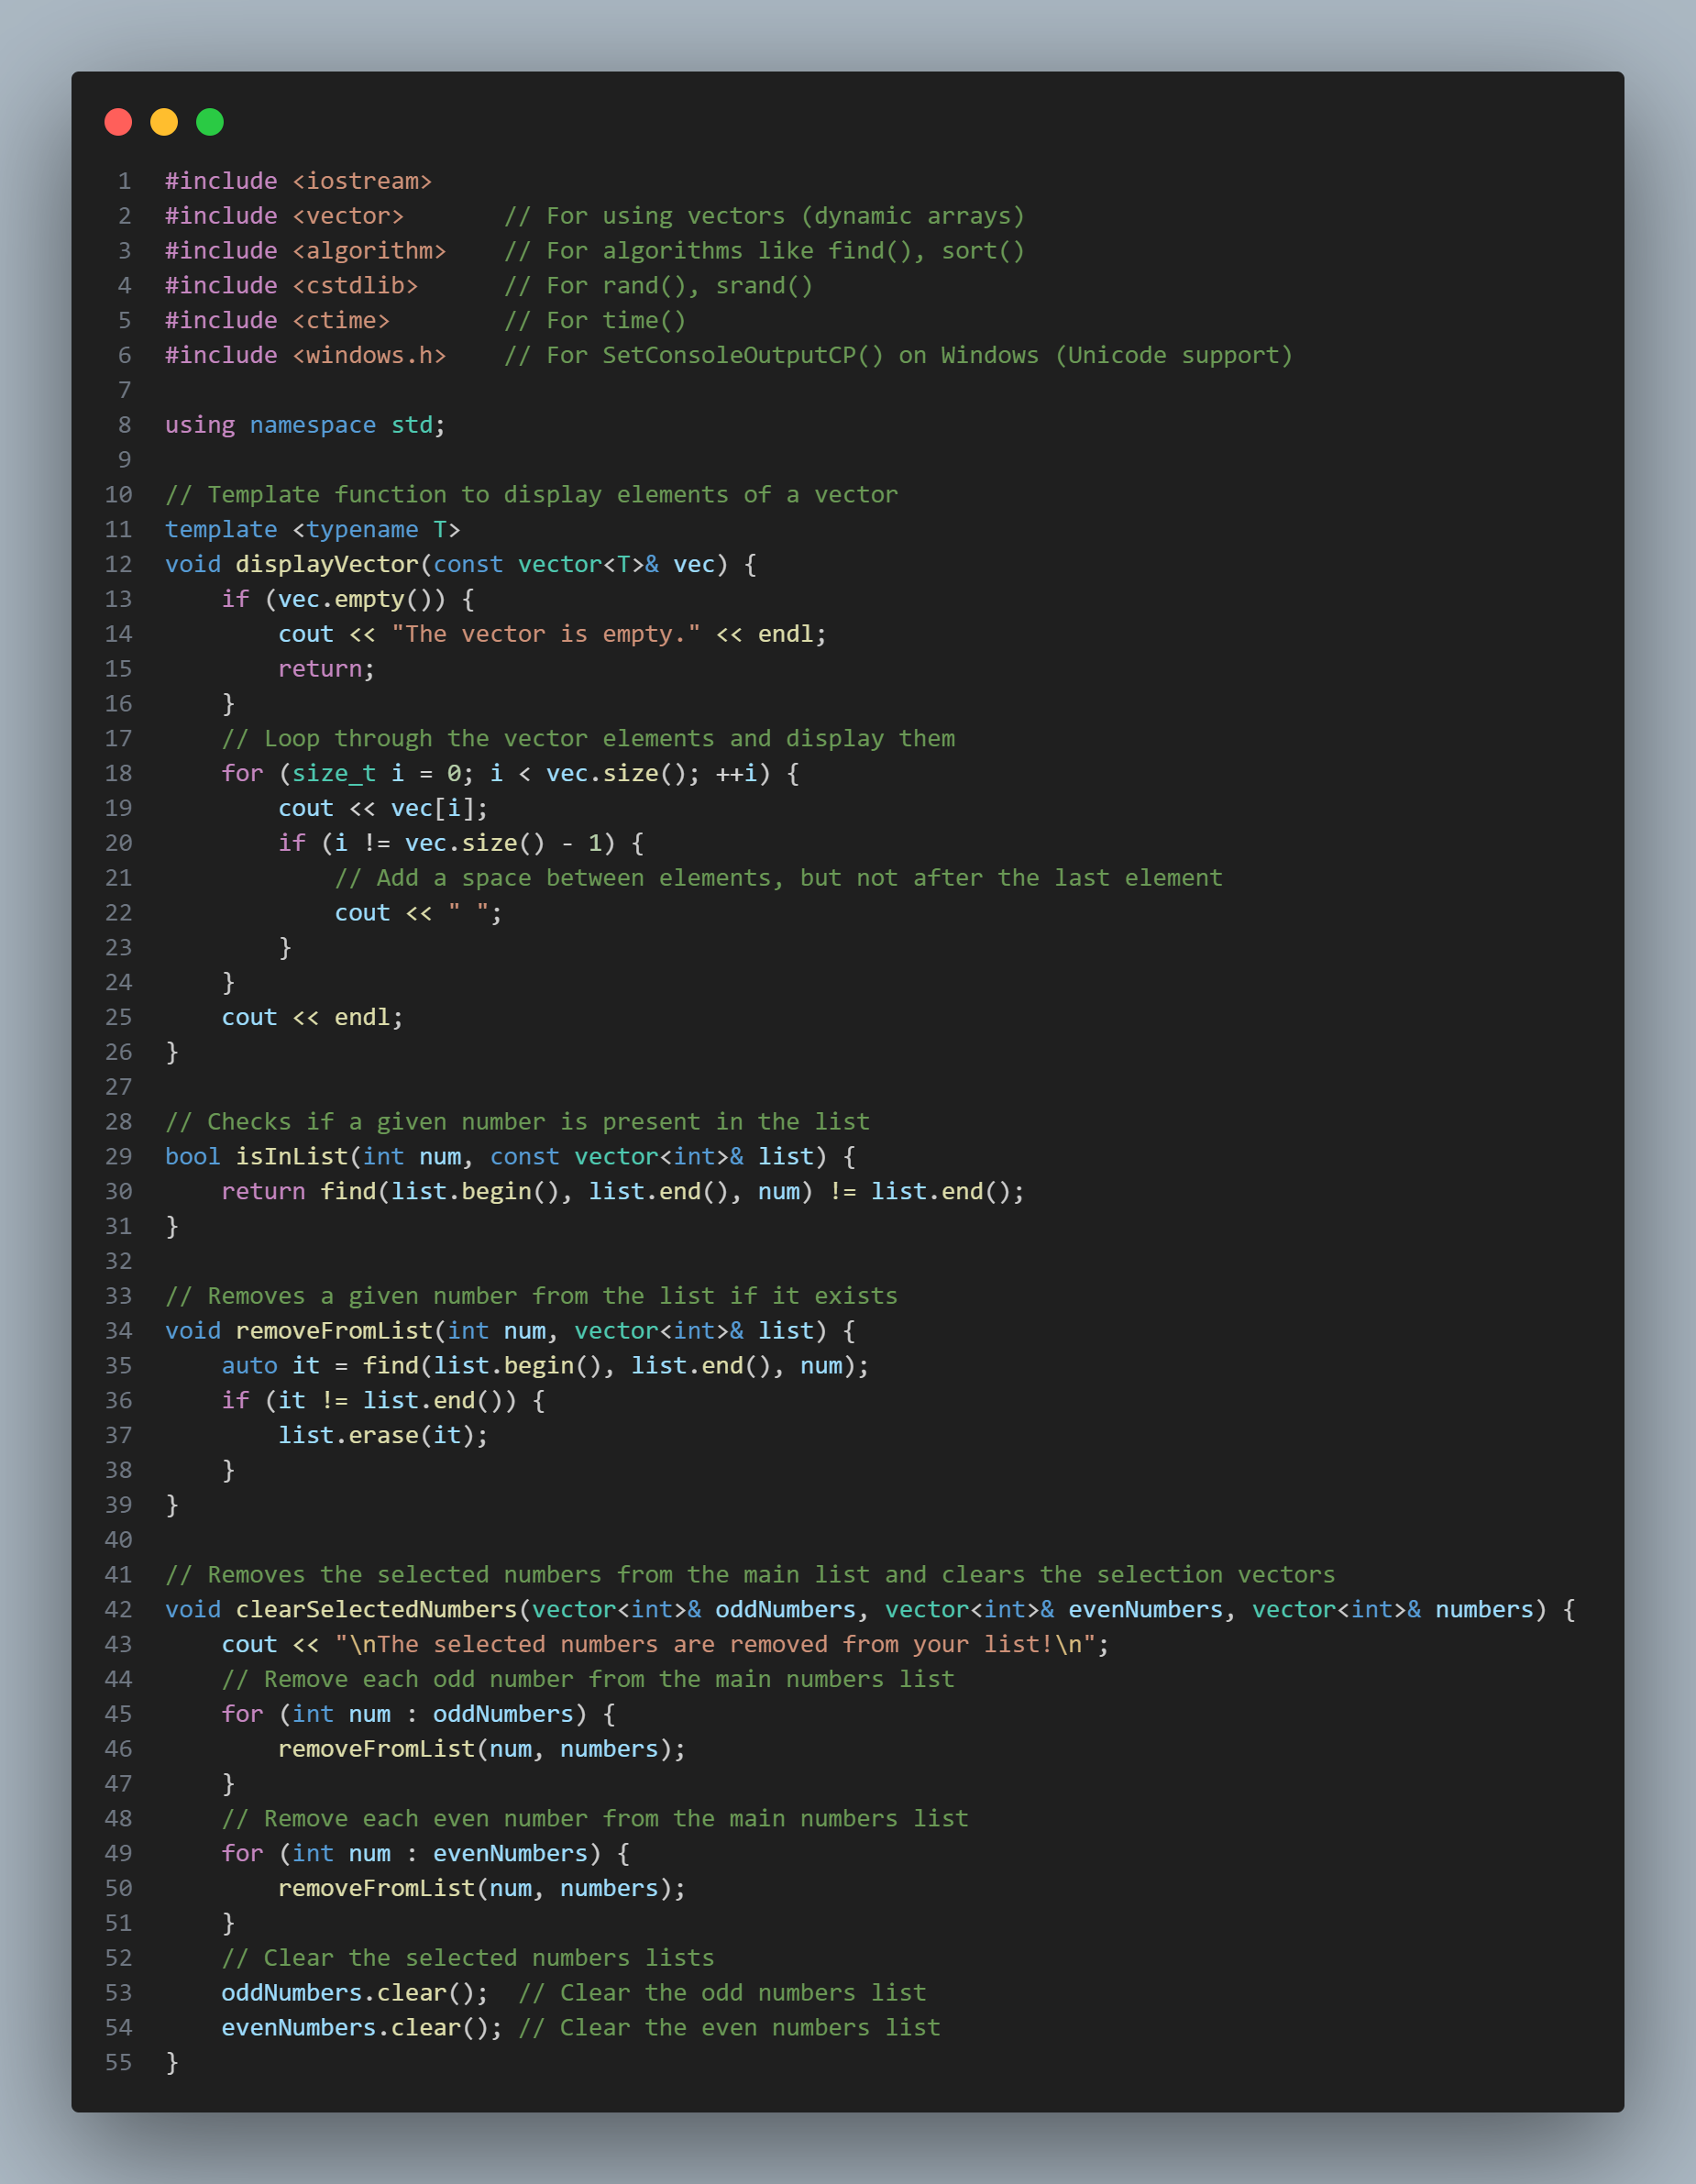 1 #include <iostream>
2 #include <vector>       // For using vectors (dynamic arrays)
3 #include <algorithm>    // For algorithms like find(), sort()
4 #include <cstdlib>      // For rand(), srand()
5 #include <ctime>        // For time()
6 #include <windows.h>    // For SetConsoleOutputCP() on Windows (Unicode support)
7
8 using namespace std;
9
10 // Template function to display elements of a vector
11 template <typename T>
12 void displayVector(const vector<T>& vec) {
13     if (vec.empty()) {
14         cout << "The vector is empty." << endl;
15         return;
16     }
17     // Loop through the vector elements and display them
18     for (size_t i = 0; i < vec.size(); ++i) {
19         cout << vec[i];
20         if (i != vec.size() - 1) {
21             // Add a space between elements, but not after the last element
22             cout << " ";
23         }
24     }
25     cout << endl;
26 }
27
28 // Checks if a given number is present in the list
29 bool isInList(int num, const vector<int>& list) {
30     return find(list.begin(), list.end(), num) != list.end();
31 }
32
33 // Removes a given number from the list if it exists
34 void removeFromList(int num, vector<int>& list) {
35     auto it = find(list.begin(), list.end(), num);
36     if (it != list.end()) {
37         list.erase(it);
38     }
39 }
40
41 // Removes the selected numbers from the main list and clears the selection vectors
42 void clearSelectedNumbers(vector<int>& oddNumbers, vector<int>& evenNumbers, vector<int>& numbers) {
43     cout << "\nThe selected numbers are removed from your list!\n";
44     // Remove each odd number from the main numbers list
45     for (int num : oddNumbers) {
46         removeFromList(num, numbers);
47     }
48     // Remove each even number from the main numbers list
49     for (int num : evenNumbers) {
50         removeFromList(num, numbers);
51     }
52     // Clear the selected numbers lists
53     oddNumbers.clear();  // Clear the odd numbers list
54     evenNumbers.clear(); // Clear the even numbers list
55 }